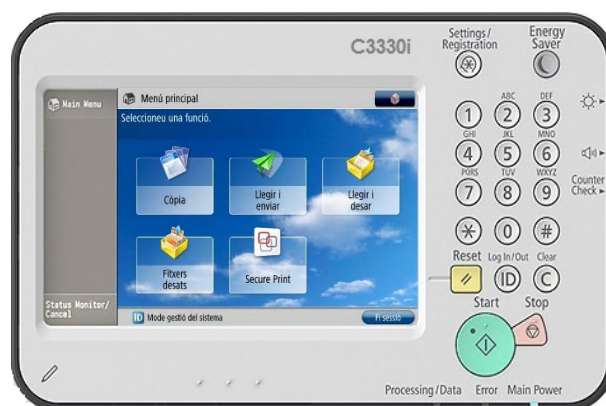 C3330i
Settings/
Registration
Energy
Saver
Main Menu
Menú principal
Seleccioneu una funció.
Còpia
Llegir i
enviar
Llegir i
desar
Fitxers
desats
Secure Print
Status Monitor/
Cancel
ID Mode gestió del sistema
Fi sessió
ABC DEF
1 2 3
GHI JKL MNO
4 5 6
PQRS TUV WXYZ
7 8 9
0 #
Counter
Check
Reset Log In/Out Clear
ID C
Start Stop
Processing/Data Error Main Power